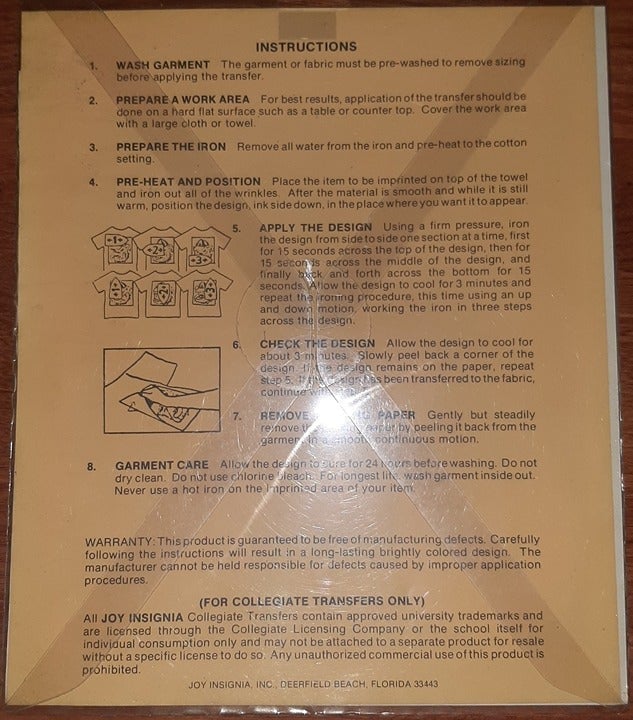 INSTRUCTIONS
1. WASH GARMENT The garment or fabric must be pre-washed to remove sizing
before applying the transfer.
2. PREPARE A WORK AREA For best results, application of the transfer should be
done on a hard flat surface such as a table or counter top. Cover the work area
with a large cloth or towel.
3. PREPARE THE IRON Remove all water from the iron and pre-heat to the cotton
setting.
4. PRE-HEAT AND POSITION Place the item to be imprinted on top of the towel
and iron out all of the wrinkles. After the material is smooth and while it is still
warm, position the design, ink side down, in the place where you want it to appear.
5. APPLY THE DESIGN Using a firm pressure, iron
the design from side to side one section at a time, first
for 15 seconds across the top of the design, then for
15 seconds across the middle of the design, and
finally back and forth across the bottom for 15
seconds. Allow the design to cool for 3 minutes and
repeat the ironing procedure, this time using an up
and down motion, working the iron in three steps
across the design.
1 2 3
1 2 3
6. CHECK THE DESIGN Allow the design to cool for
about 3 minutes. Slowly peel back a corner of the
design. If the design remains on the paper, repeat
step 5. If the design has been transferred to the fabric,
continue with
7. REMOVE PAPER Gently but steadily
remove the paper by peeling it back from the
garment in a smooth continuous motion.
8. GARMENT CARE Allow the design to cure for 24 hours before washing. Do not
dry clean. Do not use chlorine bleach. For longest life wash garment inside out.
Never use a hot iron on the imprinted area of your item.
WARRANTY: This product is guaranteed to be free of manufacturing defects. Carefully
following the instructions will result in a long-lasting brightly colored design. The
manufacturer cannot be held responsible for defects caused by improper application
procedures.
(FOR COLLEGIATE TRANSFERS ONLY)
All JOY INSIGNIA Collegiate Transfers contain approved university trademarks and
are licensed through the Collegiate Licensing Company or the school itself for
individual consumption only and may not be attached to a separate product for resale
without a specific license to do so. Any unauthorized commercial use of this product is
prohibited.
JOY INSIGNIA, INC., DEERFIELD BEACH, FLORIDA 33443